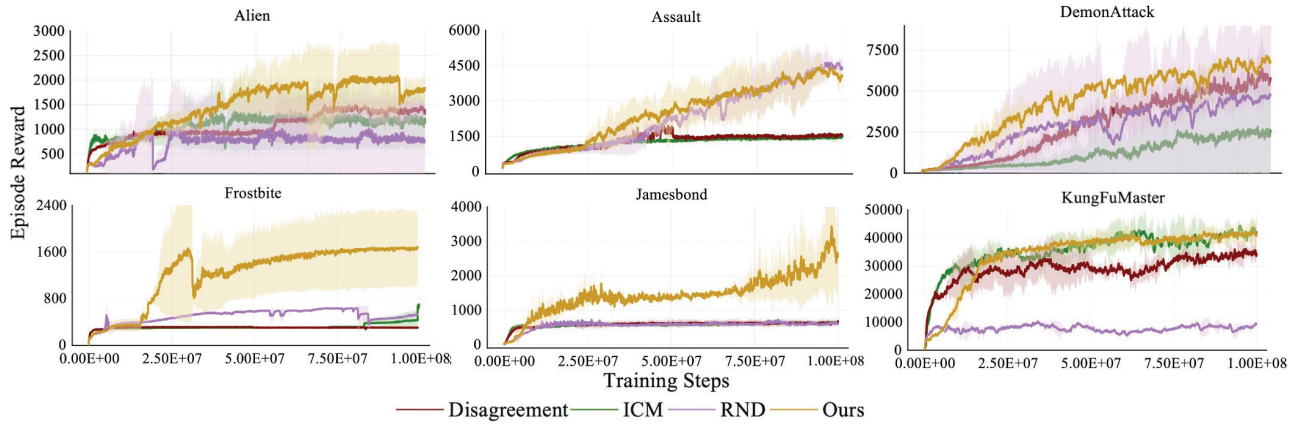 Alien
Assault
DemonAttack
3000
2500
2000
1500
1000
500
6000
4500
3000
1500
0
7500
5000
2500
0
Episode Reward
Frostbite
Jamesbond
KungFuMaster
2400
1600
800
0
4000
3000
2000
1000
0
50000
40000
30000
20000
10000
0
0.00E+00 2.50E+07 5.00E+07 7.50E+07 1.00E+08
0.00E+00 2.50E+07 5.00E+07 7.50E+07 1.00E+08
0.00E+00 2.50E+07 5.00E+07 7.50E+07 1.00E+08
Training Steps
Disagreement ICM RND Ours